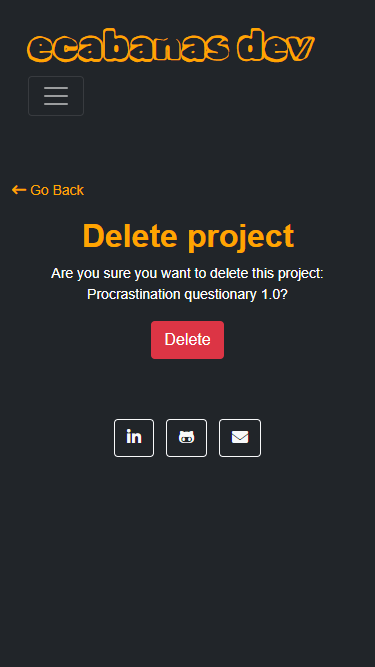 ecabanas dev
Go Back
Delete project
Are you sure you want to delete this project:
Procrastination questionary 1.0?
Delete
in